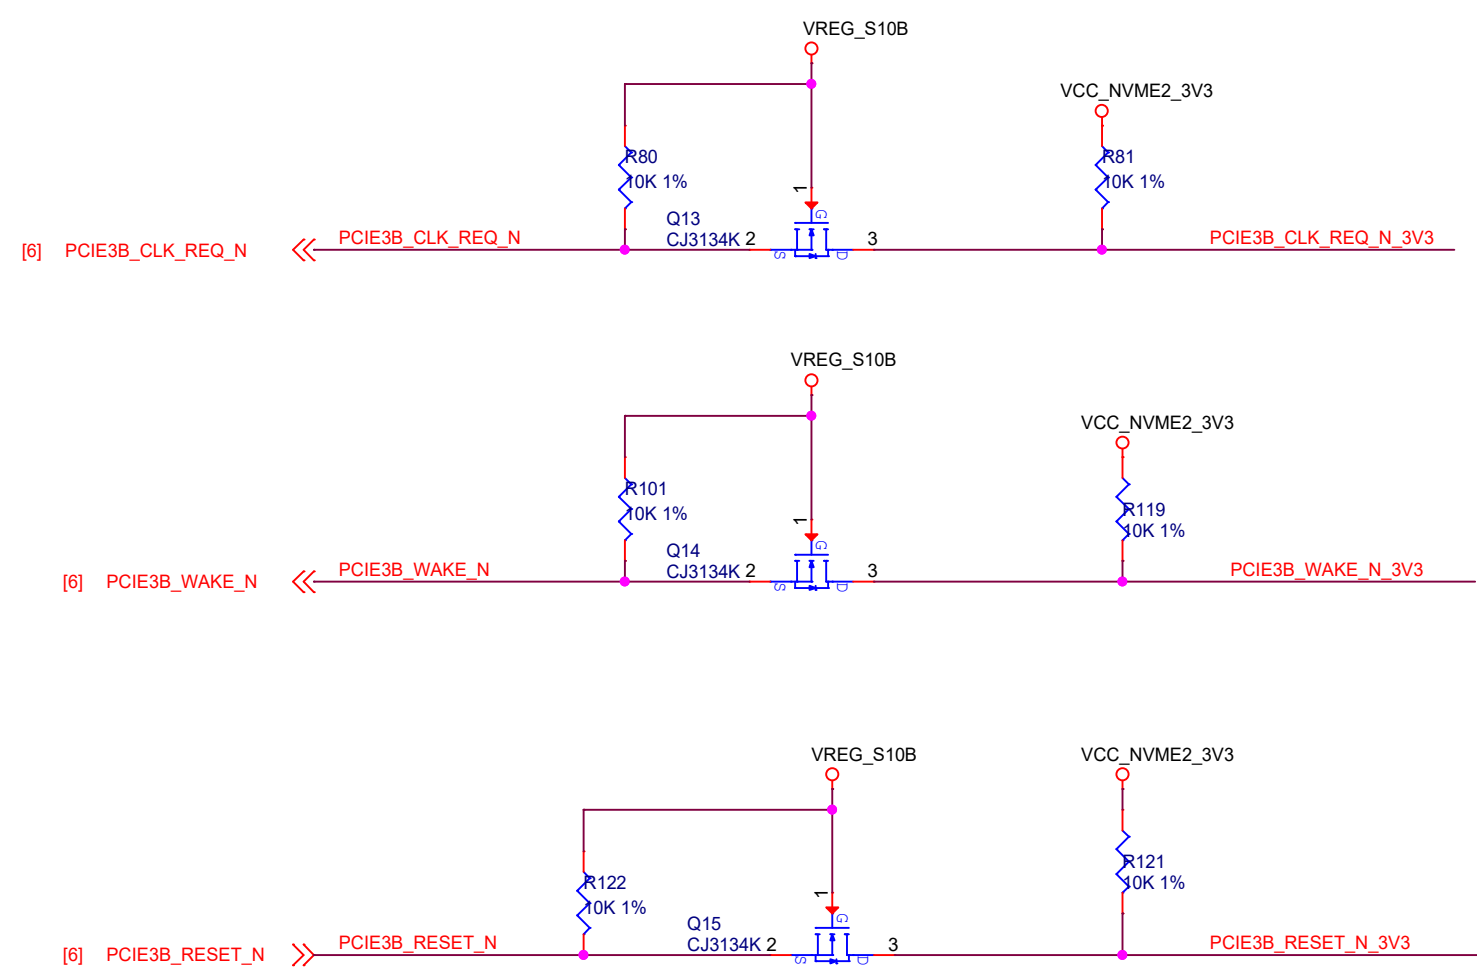 VREG_S10B
VCC_NVME2_3V3
R80
10K 1%
R81
10K 1%
1
G
Q13
CJ3134K 2
3
S
D
[6] PCIE3B_CLK_REQ_N
PCIE3B_CLK_REQ_N
PCIE3B_CLK_REQ_N_3V3
VREG_S10B
VCC_NVME2_3V3
R101
10K 1%
R119
10K 1%
1
G
Q14
CJ3134K 2
3
S
D
[6] PCIE3B_WAKE_N
PCIE3B_WAKE_N
PCIE3B_WAKE_N_3V3
VREG_S10B
VCC_NVME2_3V3
R122
10K 1%
R121
10K 1%
1
G
Q15
CJ3134K 2
3
S
D
[6] PCIE3B_RESET_N
PCIE3B_RESET_N
PCIE3B_RESET_N_3V3